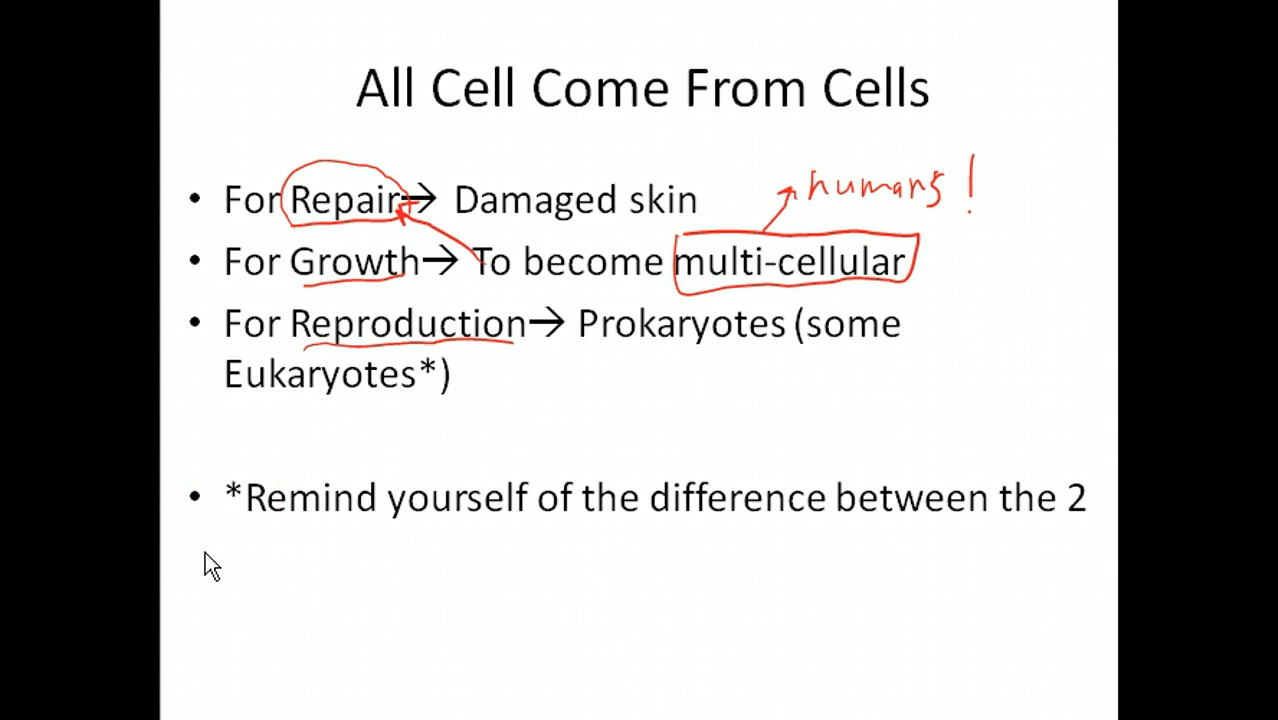 All Cell Come From Cells
humans!
• For Repair→ Damaged skin
• For Growth→ To become multi-cellular
• For Reproduction→ Prokaryotes (some
Eukaryotes*)
• *Remind yourself of the difference between the 2